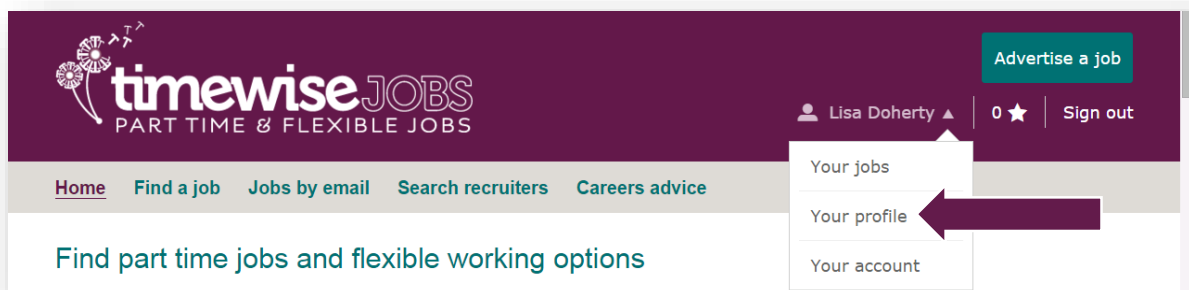 timewise JOBS
PART TIME & FLEXIBLE JOBS
Advertise a job
Lisa Doherty ▲ 0 ★ Sign out
Your jobs
Your profile
Your account
Home Find a job Jobs by email Search recruiters Careers advice
Find part time jobs and flexible working options